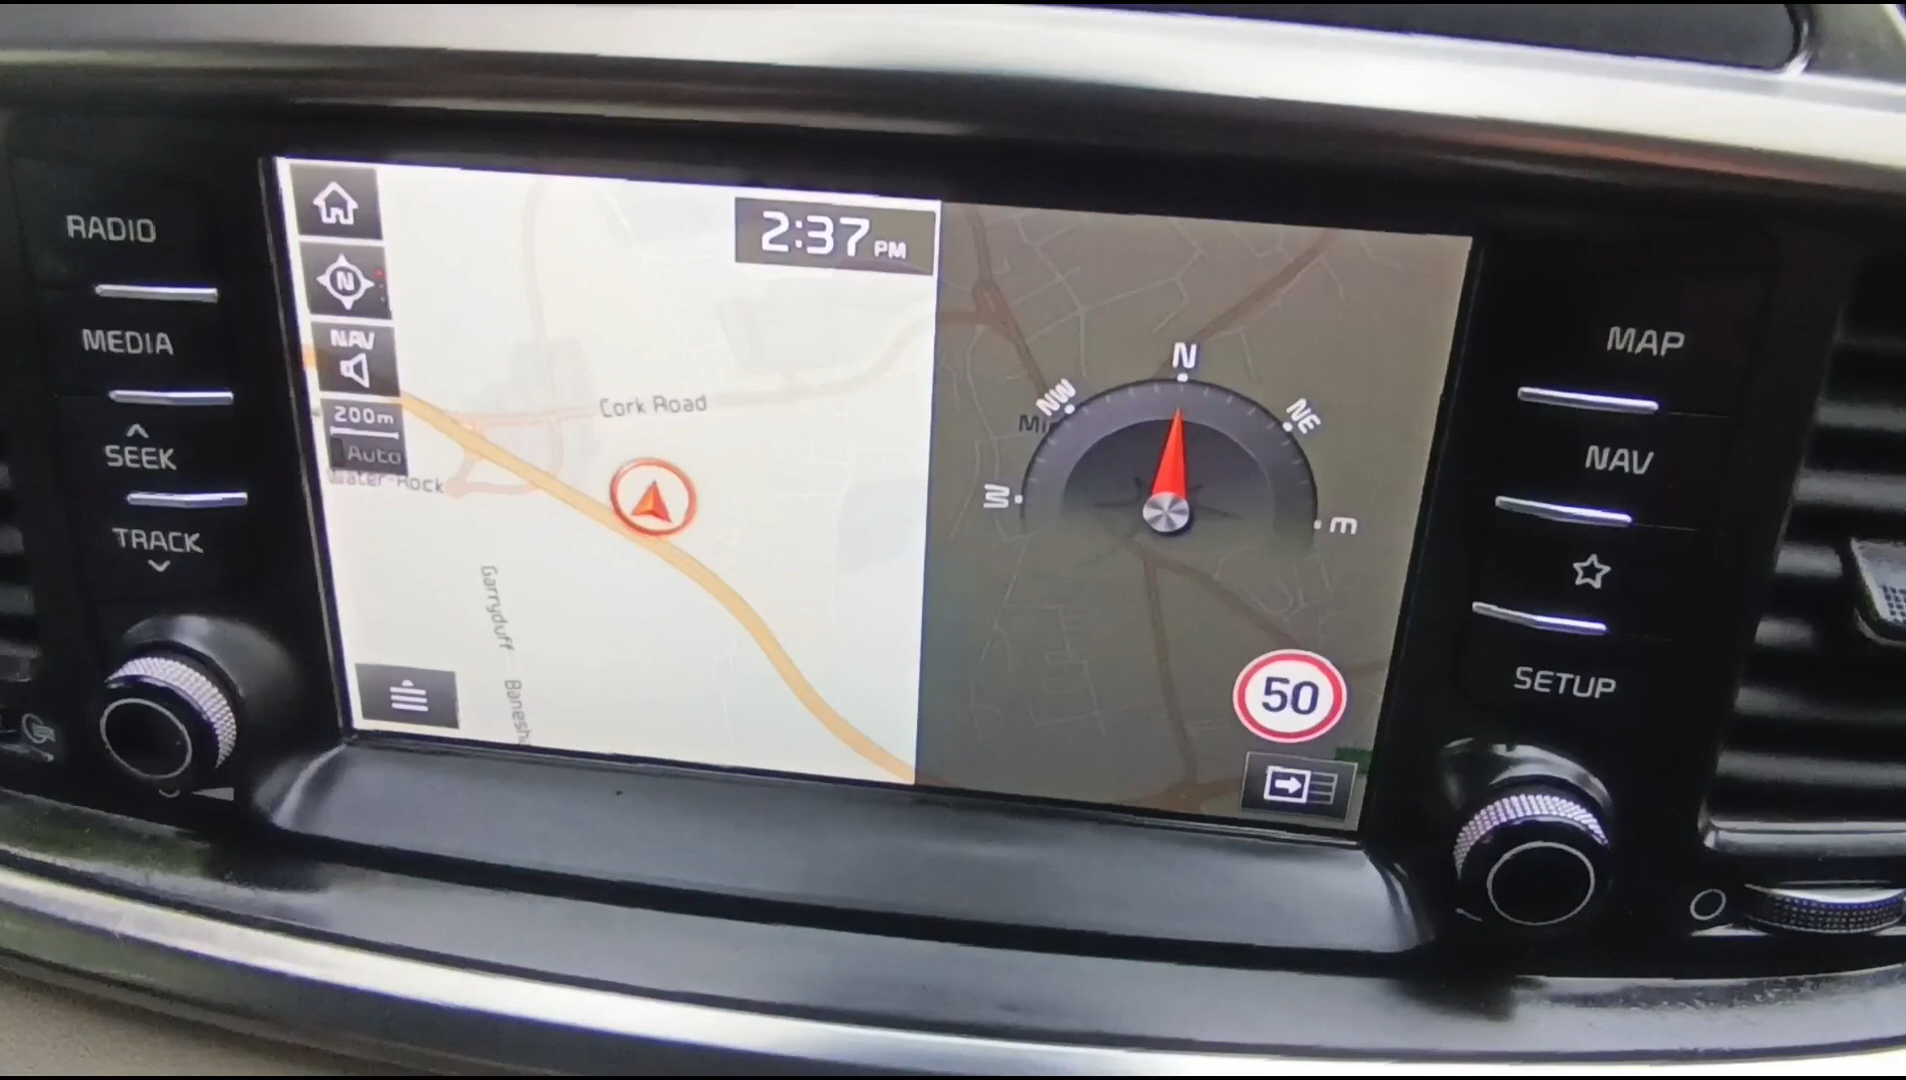 RADIO
MEDIA
SEEK
TRACK
N
NAV
200m
Auto
2:37 PM
Cork Road
Water-Rock
Garryduff
N
NW
NE
W
E
50
MAP
NAV
SETUP